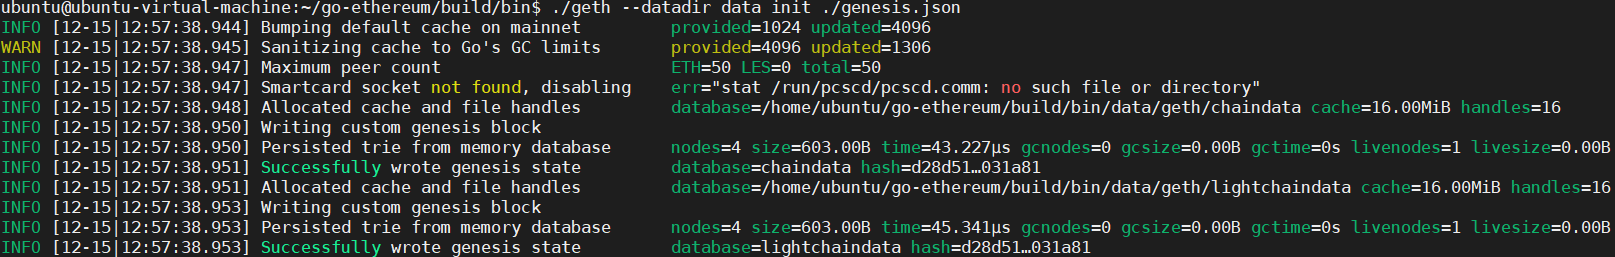 ubuntu@ubuntu-virtual-machine:~/go-ethereum/build/bin$ ./geth --datadir data init ./genesis.json
INFO [12-15|12:57:38.944] Bumping default cache on mainnet provided=1024 updated=4096
WARN [12-15|12:57:38.945] Sanitizing cache to Go's GC limits provided=4096 updated=1306
INFO [12-15|12:57:38.947] Maximum peer count ETH=50 LES=0 total=50
INFO [12-15|12:57:38.947] Smartcard socket not found, disabling err="stat /run/pcscd/pcscd.comm: no such file or directory"
INFO [12-15|12:57:38.948] Allocated cache and file handles database=/home/ubuntu/go-ethereum/build/bin/data/geth/chaindata cache=16.00MiB handles=16
INFO [12-15|12:57:38.950] Writing custom genesis block
INFO [12-15|12:57:38.950] Persisted trie from memory database nodes=4 size=603.00B time=43.227µs gcnodes=0 gcsize=0.00B gctime=0s livenodes=1 livesize=0.00B
INFO [12-15|12:57:38.951] Successfully wrote genesis state database=chaindata hash=d28d51…031a81
INFO [12-15|12:57:38.951] Allocated cache and file handles database=/home/ubuntu/go-ethereum/build/bin/data/geth/lightchaindata cache=16.00MiB handles=16
INFO [12-15|12:57:38.953] Writing custom genesis block
INFO [12-15|12:57:38.953] Persisted trie from memory database nodes=4 size=603.00B time=45.341µs gcnodes=0 gcsize=0.00B gctime=0s livenodes=1 livesize=0.00B
INFO [12-15|12:57:38.953] Successfully wrote genesis state database=lightchaindata hash=d28d51…031a81